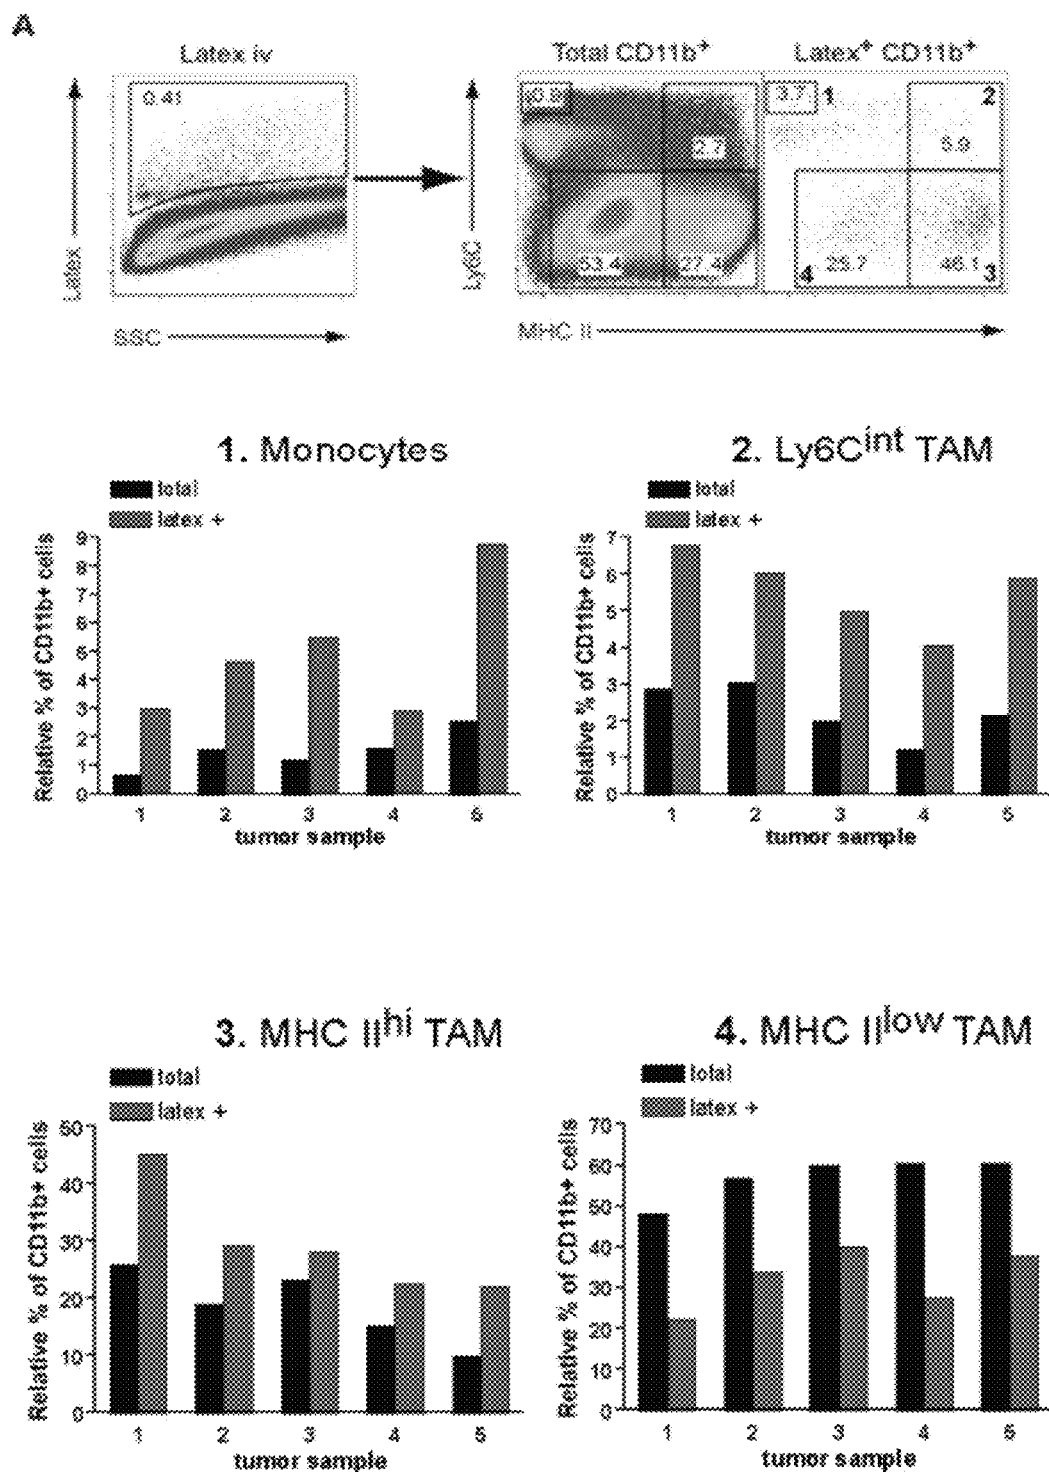 A
Latex iv
Total CD11b⁺
Latex⁺ CD11b⁺
0.41
3.7
1
2
2.7
5.9
53.4
27.4
4
25.7
46.1
3
Latex
SSC
Ly6C
MHC II
1. Monocytes
total
latex +
Relative % of CD11b+ cells
9
8
7
6
5
4
3
2
1
0
1 2 3 4 5
tumor sample
2. Ly6C^int TAM
total
latex +
Relative % of CD11b+ cells
7
6
5
4
3
2
1
0
1 2 3 4 5
tumor sample
3. MHC II^hi TAM
total
latex +
Relative % of CD11b+ cells
50
40
30
20
10
0
1 2 3 4 5
tumor sample
4. MHC II^low TAM
total
latex +
Relative % of CD11b+ cells
70
60
50
40
30
20
10
0
1 2 3 4 5
tumor sample